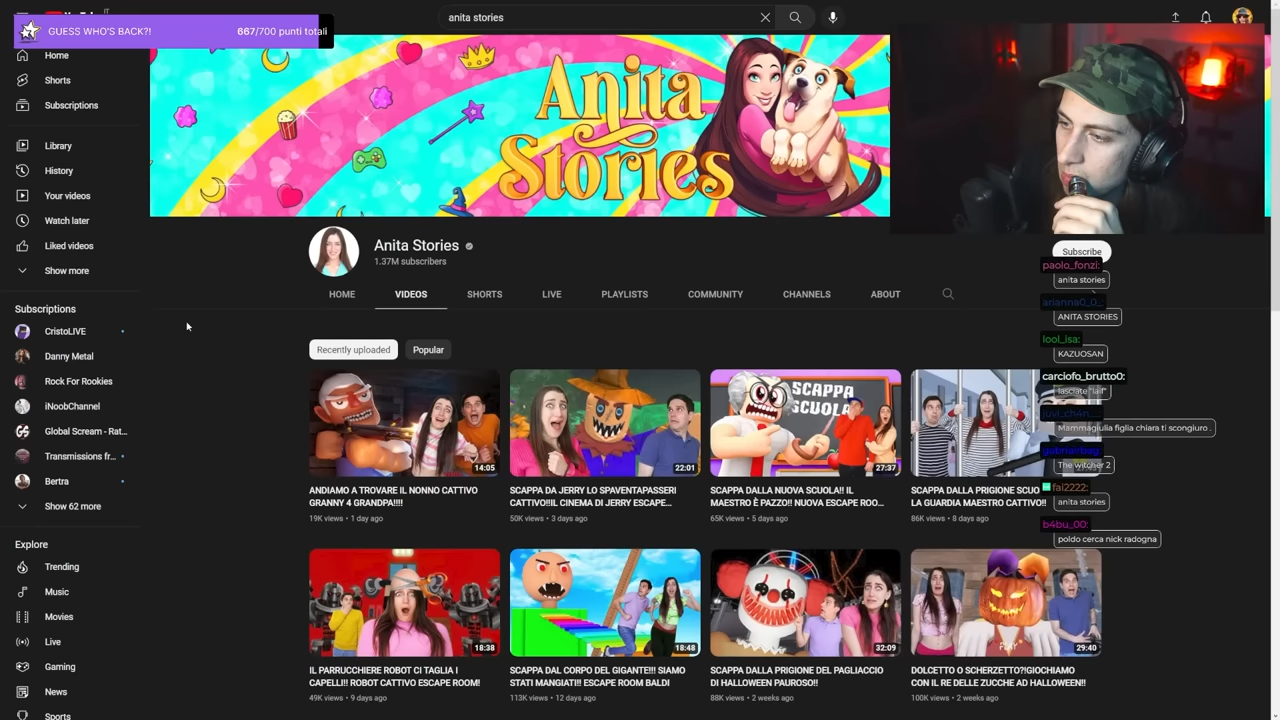 IT
anita stories
GUESS WHO'S BACK?!
667/700 punti totali
Home
Shorts
Subscriptions
Library
History
Your videos
Watch later
Liked videos
Show more
Subscriptions
CristoLIVE
Danny Metal
Rock For Rookies
iNoobChannel
Global Scream - Rat...
Transmissions fr...
Bertra
Show 62 more
Explore
Trending
Music
Movies
Live
Gaming
News
Sports
Anita
Stories
Anita Stories
1.37M subscribers
Subscribe
HOME
VIDEOS
SHORTS
LIVE
PLAYLISTS
COMMUNITY
CHANNELS
ABOUT
Recently uploaded
Popular
14:05
ANDIAMO A TROVARE IL NONNO CATTIVO
GRANNY 4 GRANDPA!!!!
19K views • 1 day ago
22:01
SCAPPA DA JERRY LO SPAVENTAPASSERI
CATTIVO!!IL CINEMA DI JERRY ESCAPE...
50K views • 3 days ago
SCAPPA
SCUOLA
27:37
SCAPPA DALLA NUOVA SCUOLA!! IL
MAESTRO È PAZZO!! NUOVA ESCAPE ROO...
65K views • 5 days ago
SCAPPA DALLA PRIGIONE SCUO
LA GUARDIA MAESTRO CATTIVO!!
86K views • 8 days ago
18:38
IL PARRUCCHIERE ROBOT CI TAGLIA I
CAPELLI!! ROBOT CATTIVO ESCAPE ROOM!
49K views • 9 days ago
18:48
SCAPPA DAL CORPO DEL GIGANTE!!! SIAMO
STATI MANGIATI!! ESCAPE ROOM BALDI
113K views • 12 days ago
32:09
SCAPPA DALLA PRIGIONE DEL PAGLIACCIO
DI HALLOWEEN PAUROSO!!
88K views • 2 weeks ago
PLAY
29:40
DOLCETTO O SCHERZETTO?!GIOCHIAMO
CON IL RE DELLE ZUCCHE AD HALLOWEEN!!
100K views • 2 weeks ago
paolo_fonzi:
anita stories
arianna0_0_:
ANITA STORIES
lool_isa:
KAZUOSAN
carciofo_brutto0:
lasciate "laif"
Mammagiulia figlia chiara ti scongiuro .
The witcher 2
fai2222:
anita stories
b4bu_00:
poldo cerca nick radogna